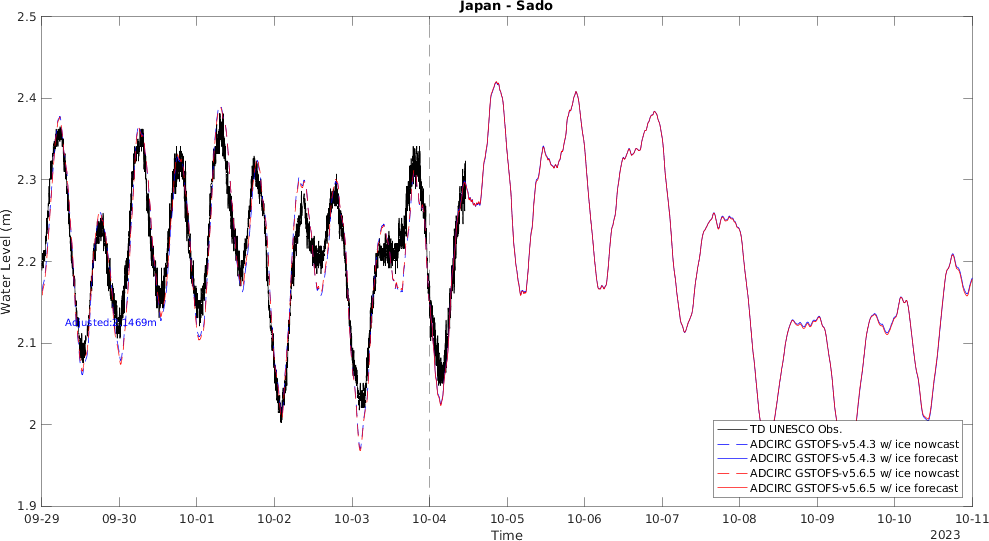 Japan - Sado
Water Level (m)
2.5
2.4
2.3
2.2
2.1
2
1.9
TD UNESCO Obs.
ADCIRC GSTOFS-v5.4.3 w/ ice nowcast
ADCIRC GSTOFS-v5.4.3 w/ ice forecast
ADCIRC GSTOFS-v5.6.5 w/ ice nowcast
ADCIRC GSTOFS-v5.6.5 w/ ice forecast
09-29 09-30 10-01 10-02 10-03 10-04 10-05 10-06 10-07 10-08 10-09 10-10 10-11
Time
2023